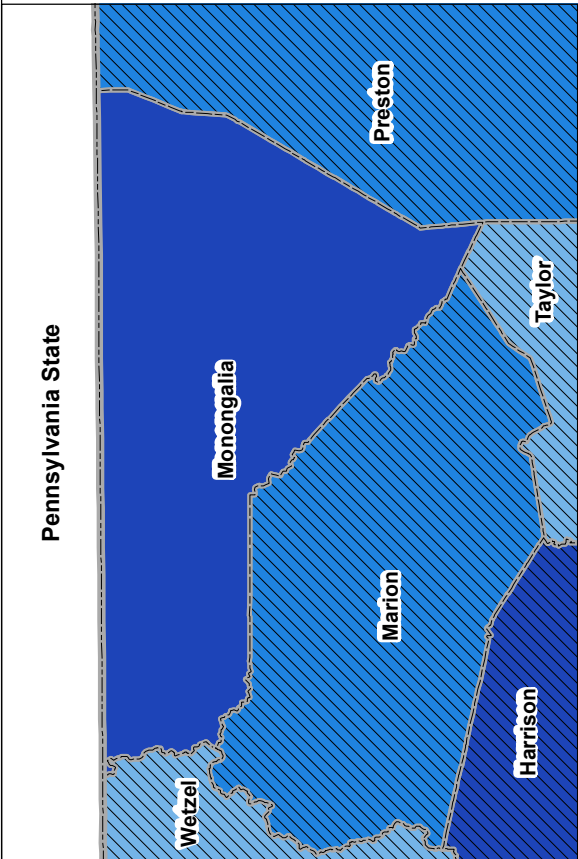 Pennsylvania State
Monongalia
Preston
Wetzel
Marion
Taylor
Harrison